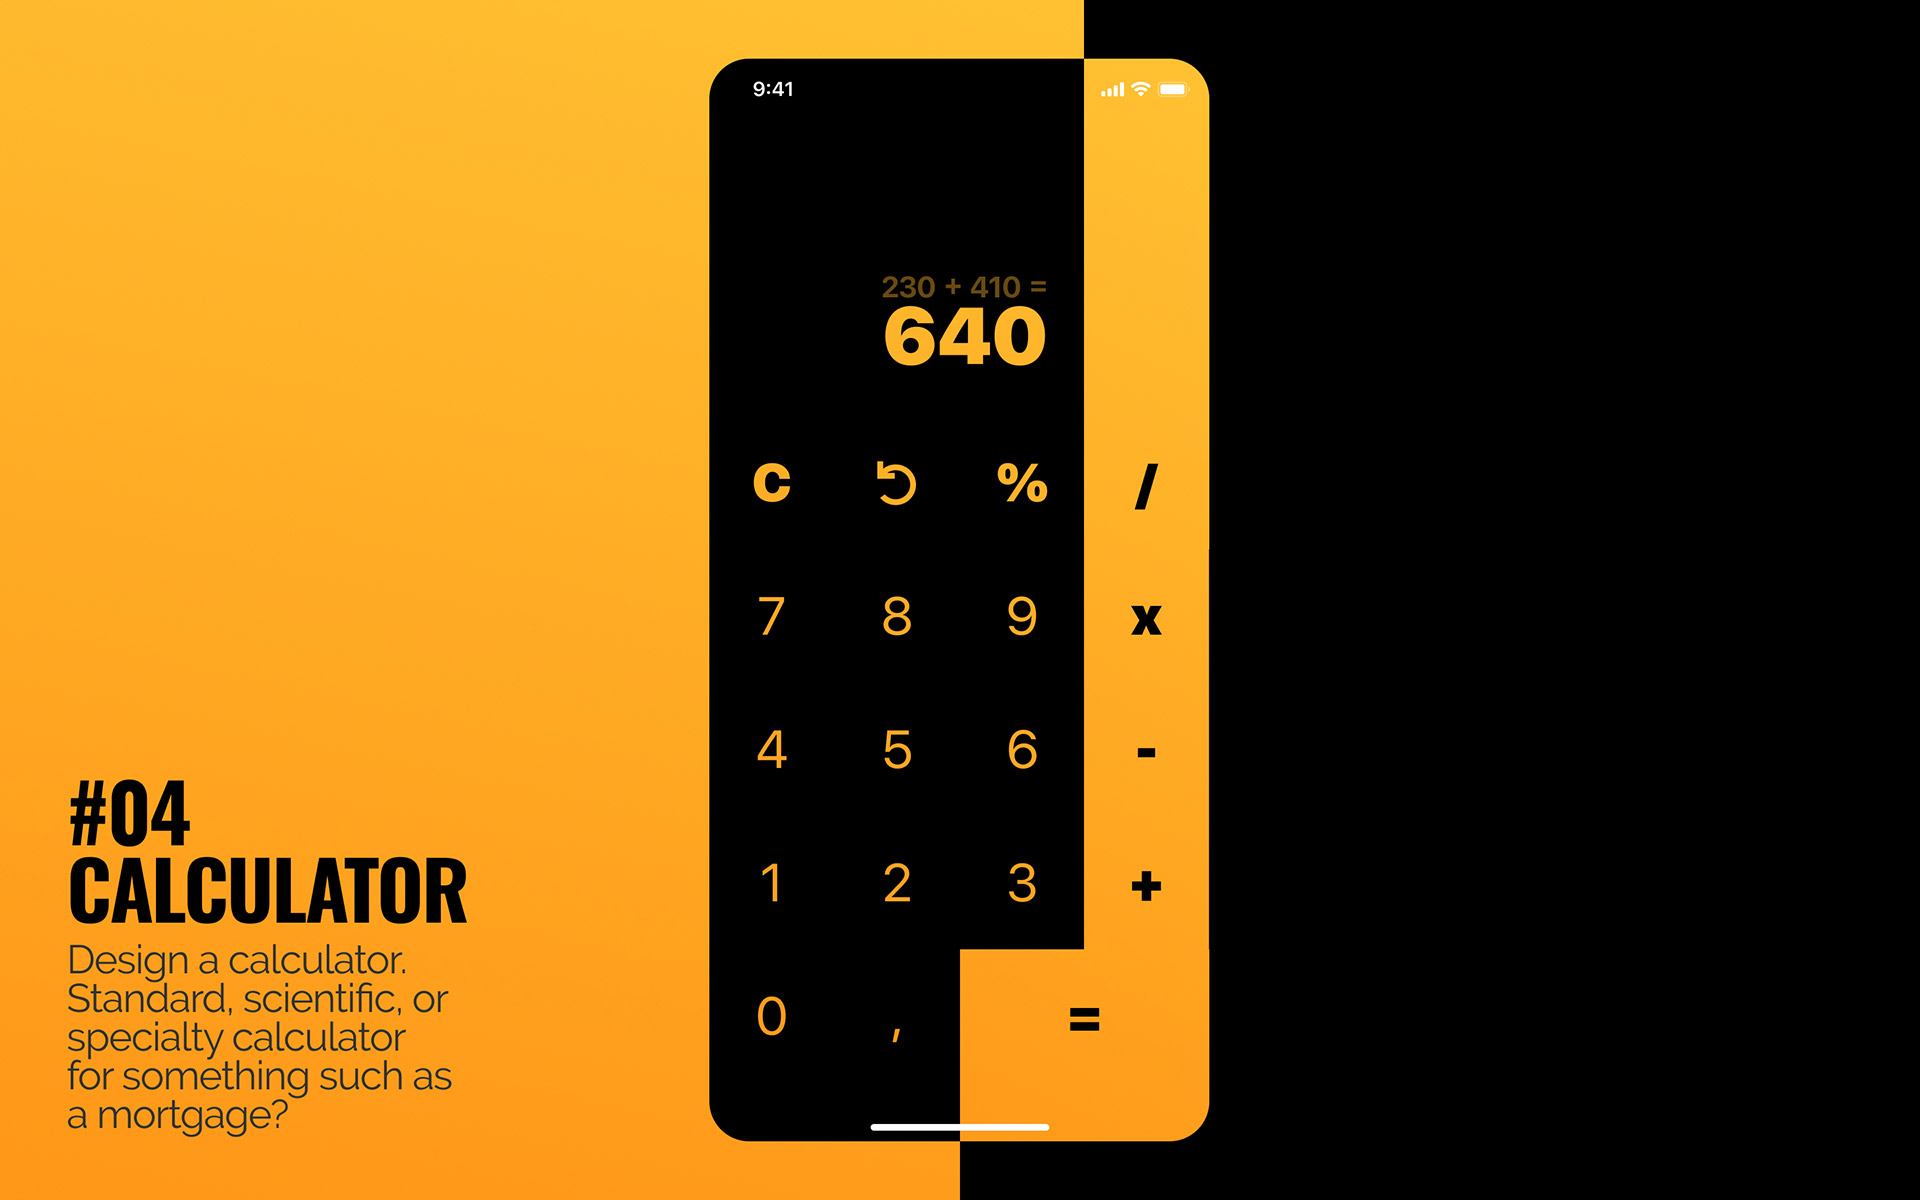 9:41
230 + 410 =
640
C %  /
7 8 9 x
4 5 6 -
1 2 3 +
0 , =
#04
CALCULATOR
Design a calculator.
Standard, scientific, or
specialty calculator
for something such as
a mortgage?